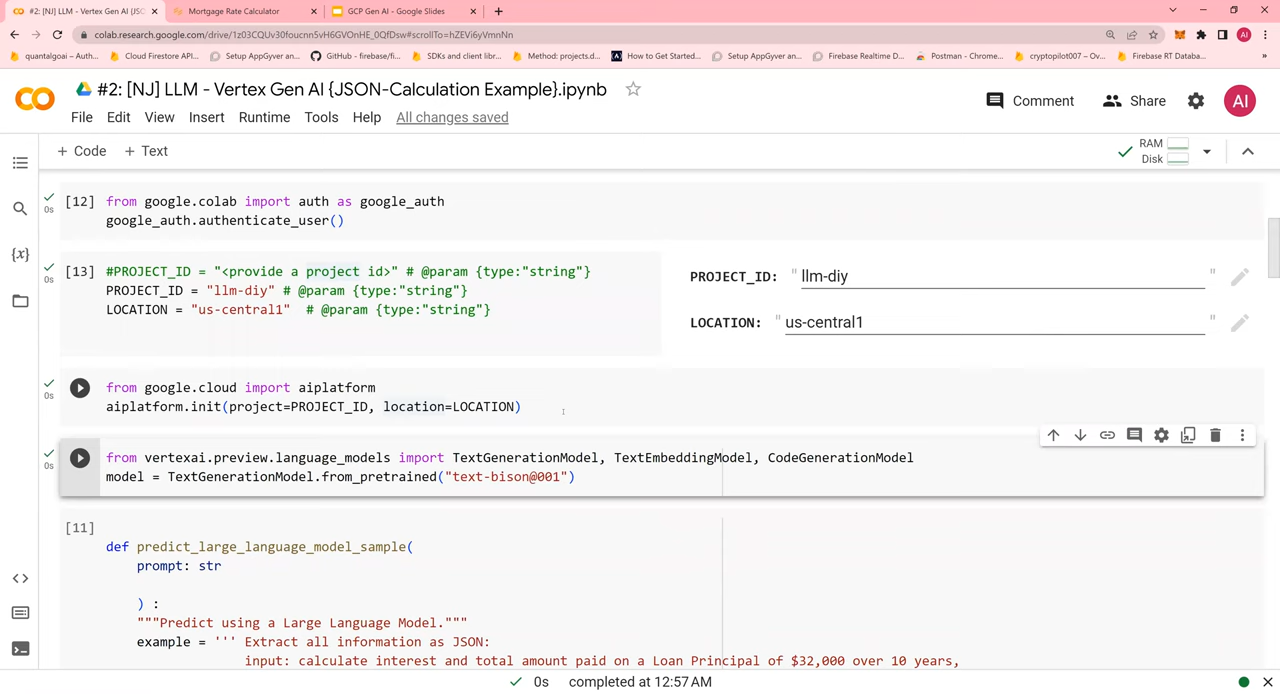 #2: [NJ] LLM - Vertex Gen Ai {JSON
Mortgage Rate Calculator
GCP Gen AI - Google Slides
colab.research.google.com/drive/1z03CQUv30foucnn5vH6GVOnHE_0QfDsw#scrollTo=hZEVi6yVmnNn
quantalgoai – Auth...
Cloud Firestore API...
Setup AppGyver an...
GitHub - firebase/fi...
SDKs and client libr...
Method: projects.d...
How to Get Started...
Setup AppGyver an...
Firebase Realtime D...
Postman - Chrome...
cryptopilot007 – Ov...
Firebase RT Databa...
»
#2: [NJ] LLM - Vertex Gen AI {JSON-Calculation Example}.ipynb
Comment
Share
AI
File Edit View Insert Runtime Tools Help All changes saved
+ Code + Text
RAM
Disk
[12] from google.colab import auth as google_auth
0s
google_auth.authenticate_user()
[13] #PROJECT_ID = "<provide a project id>" # @param {type:"string"}
0s
PROJECT_ID = "llm-diy" # @param {type:"string"}
LOCATION = "us-central1" # @param {type:"string"}
PROJECT_ID: "llm-diy"
LOCATION: "us-central1"
from google.cloud import aiplatform
0s
aiplatform.init(project=PROJECT_ID, location=LOCATION)
from vertexai.preview.language_models import TextGenerationModel, TextEmbeddingModel, CodeGenerationModel
0s
model = TextGenerationModel.from_pretrained("text-bison@001")
[11]
def predict_large_language_model_sample(
prompt: str
) :
"""Predict using a Large Language Model."""
example = ''' Extract all information as JSON:
input: calculate interest and total amount paid on a Loan Principal of $32,000 over 10 years,
0s completed at 12:57AM